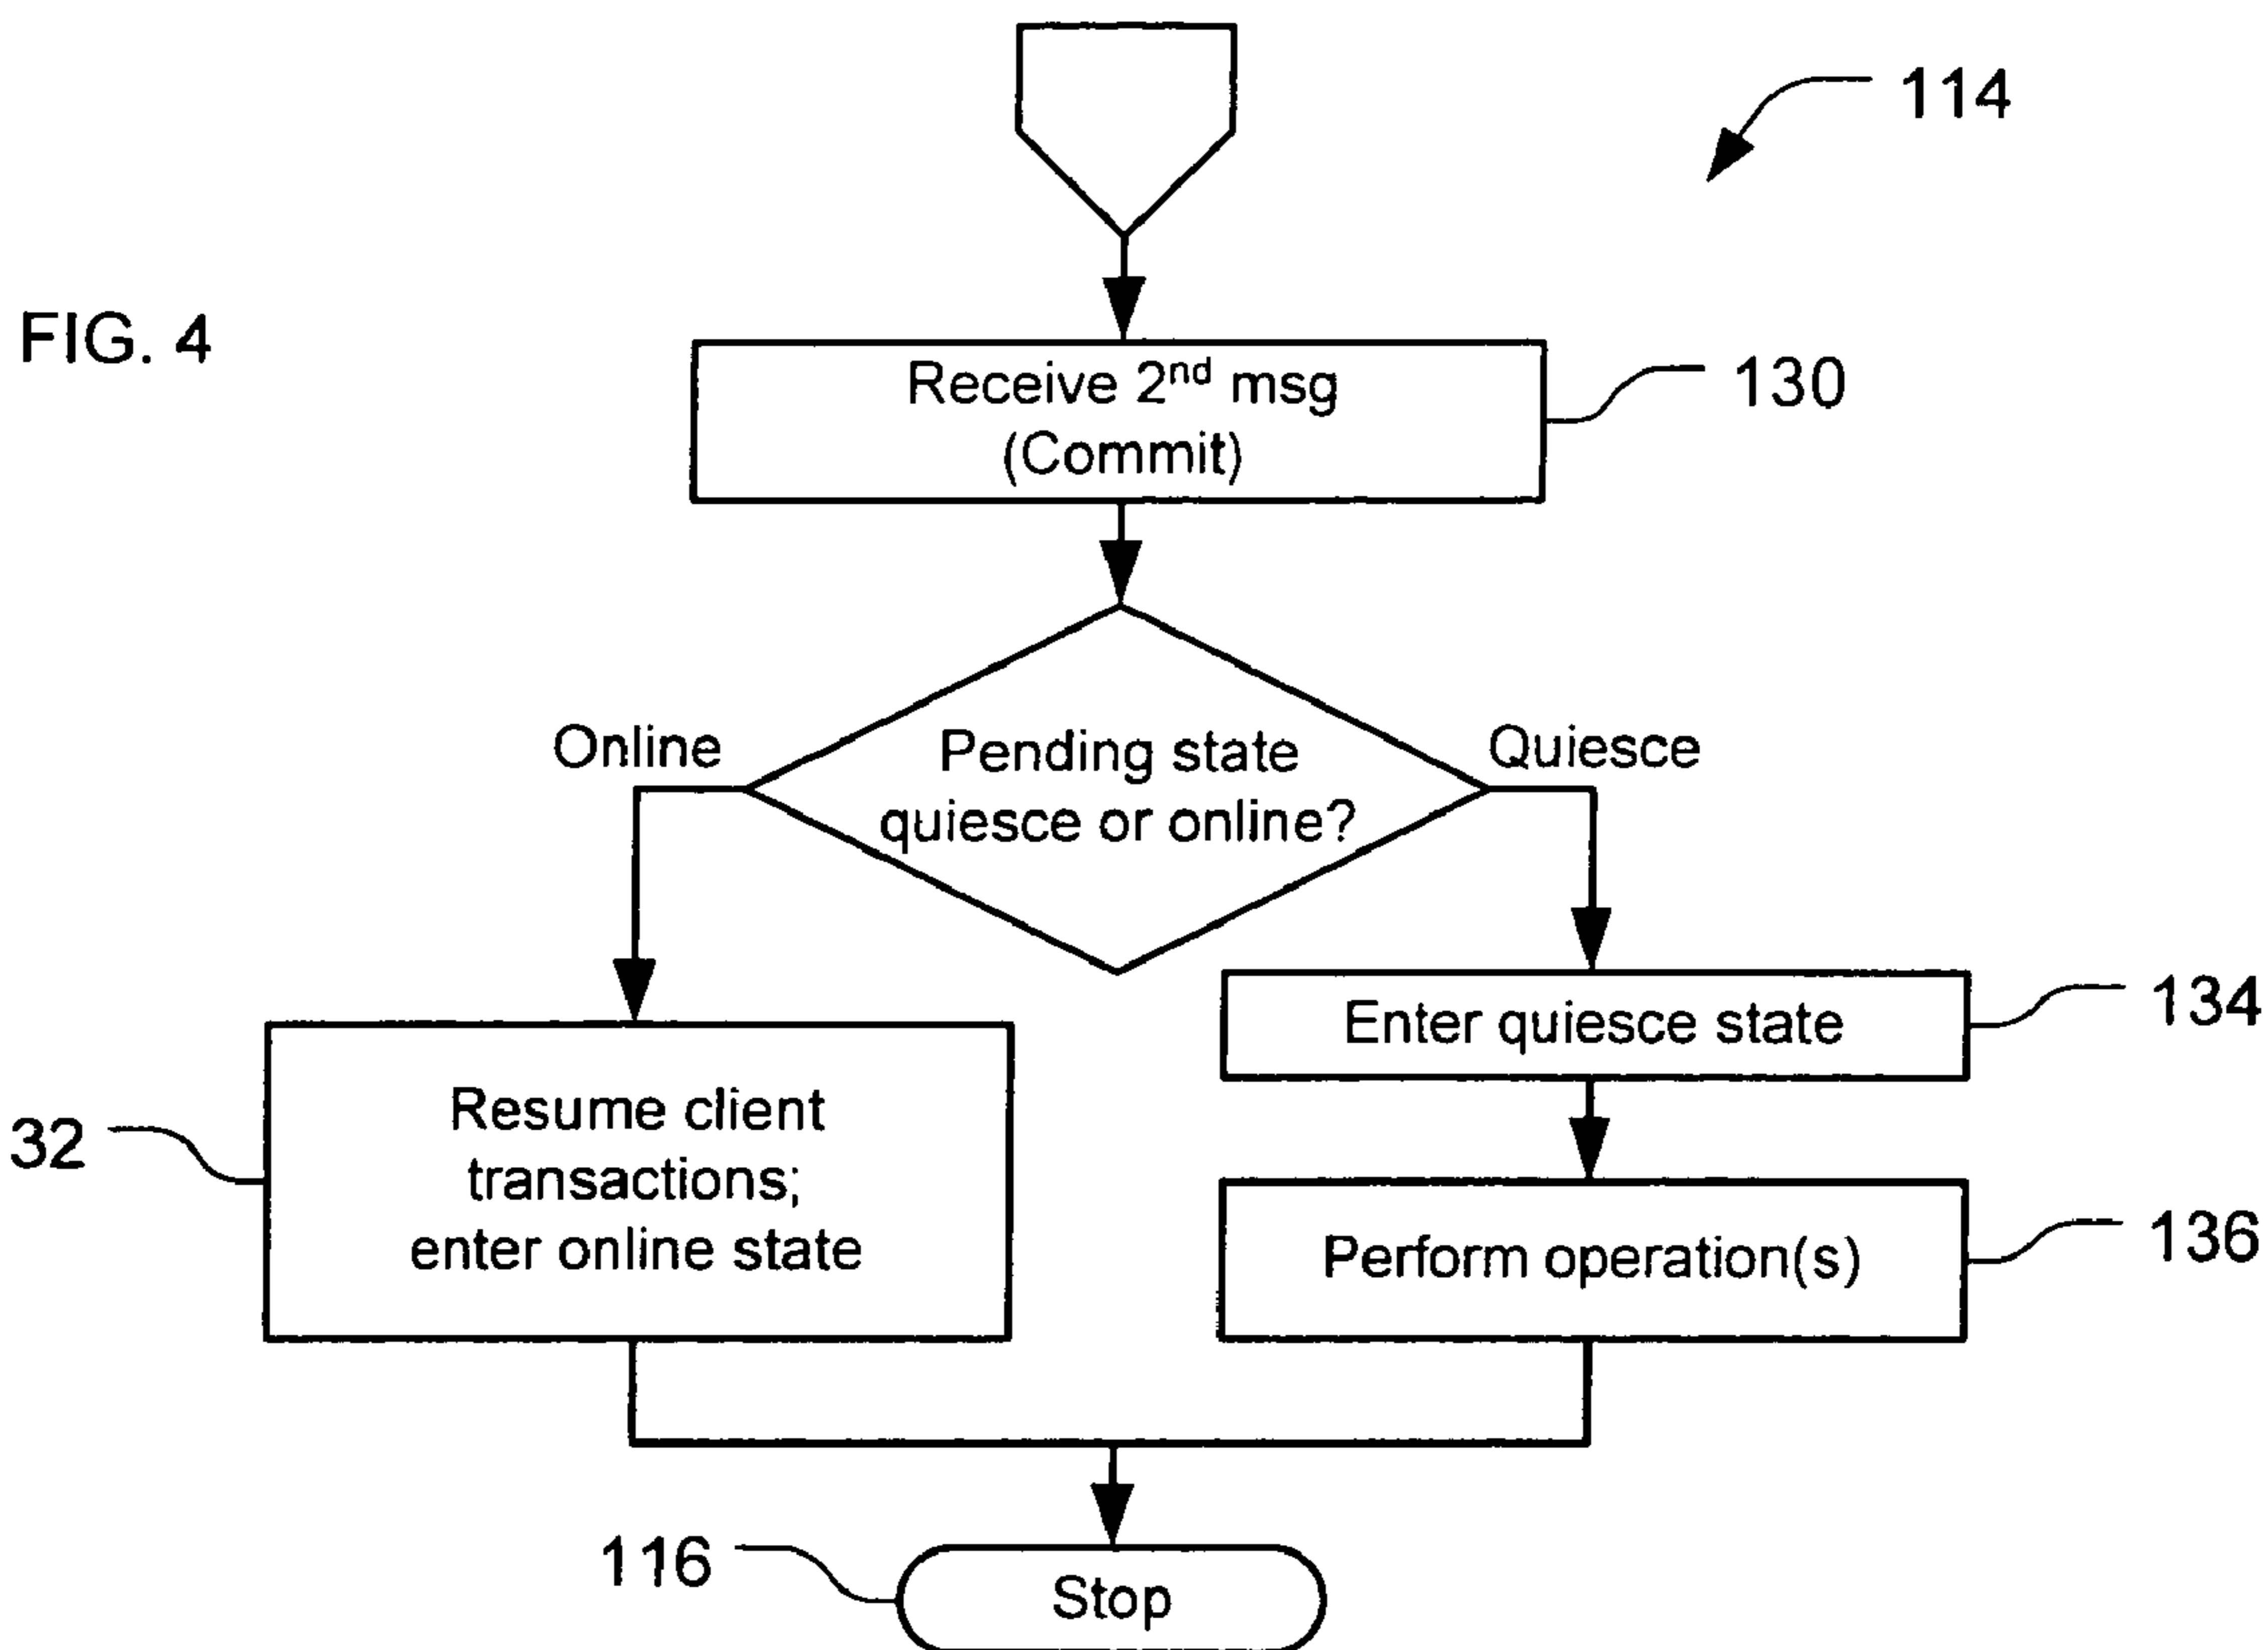 114
FIG. 4
Receive 2nd msg
(Commit)
130
Online
Quiesce
Pending state
quiesce or online?
Enter quiesce state
134
Resume client
transactions;
enter online state
32
Perform operation(s)
136
116
Stop